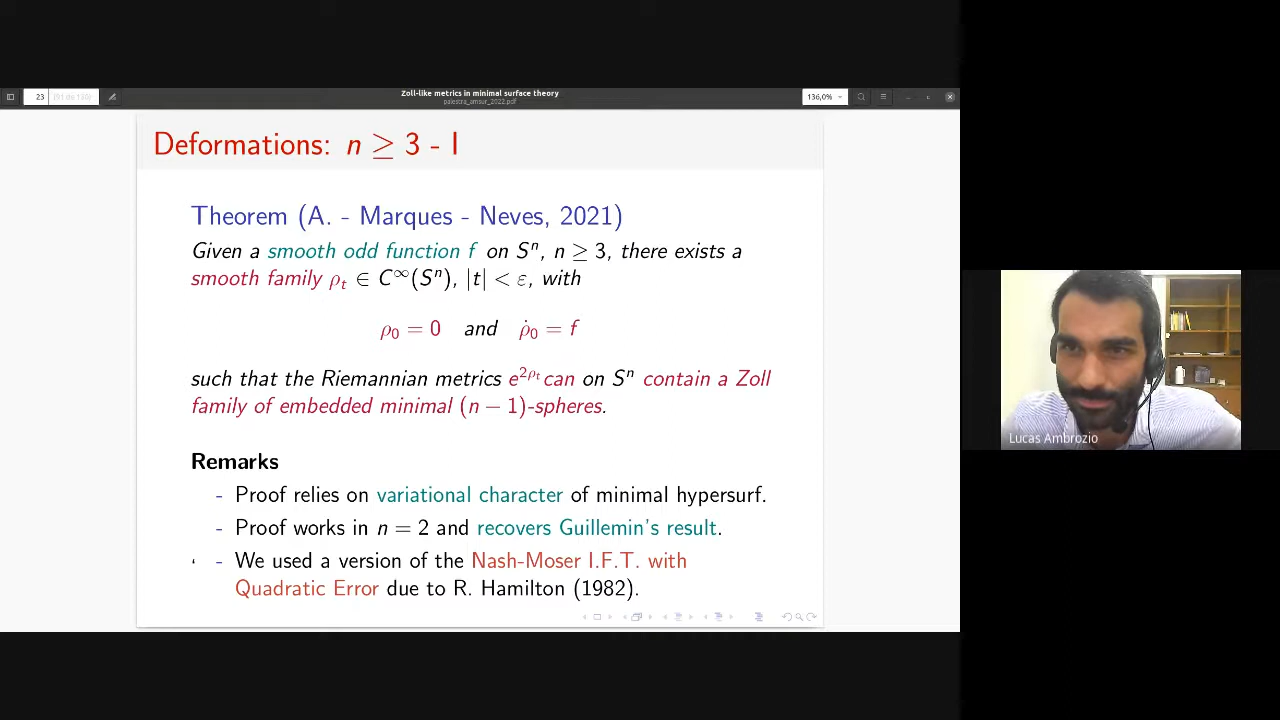 Zoll-like metrics in minimal surface theory
palestra_amsur_2022.pdf
23
136,0%
Deformations: n ≥ 3 - I
Theorem (A. - Marques - Neves, 2021)
Given a smooth odd function f on Sⁿ, n ≥ 3, there exists a
smooth family ρₜ ∈ C^∞(Sⁿ), |t| < ε, with
ρ₀ = 0 and ρ̇₀ = f
such that the Riemannian metrics e^{2ρₜ}can on Sⁿ contain a Zoll
family of embedded minimal (n − 1)-spheres.
Remarks
- Proof relies on variational character of minimal hypersurf.
- Proof works in n = 2 and recovers Guillemin's result.
- We used a version of the Nash-Moser I.F.T. with
Quadratic Error due to R. Hamilton (1982).
Lucas Ambrozio